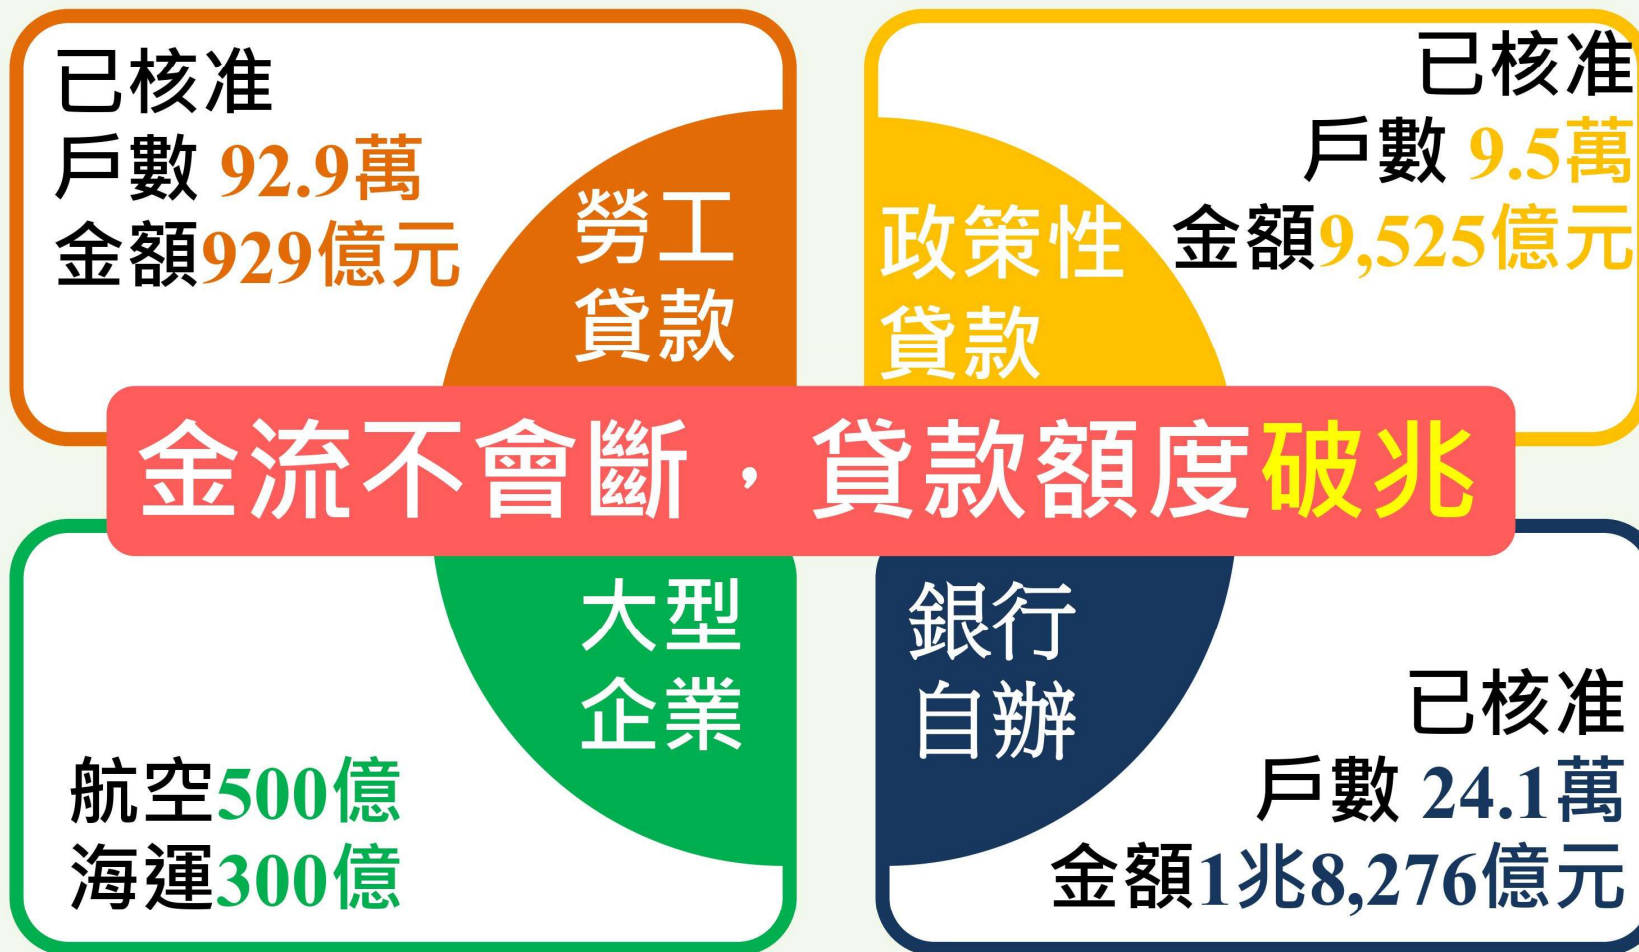 已核准
戶數 92.9萬
金額929億元
勞工
貸款
已核准
戶數 9.5萬
金額9,525億元
政策性
貸款
金流不會斷，貸款額度破兆
大型
企業
航空500億
海運300億
銀行
自辦
已核准
戶數 24.1萬
金額1兆8,276億元